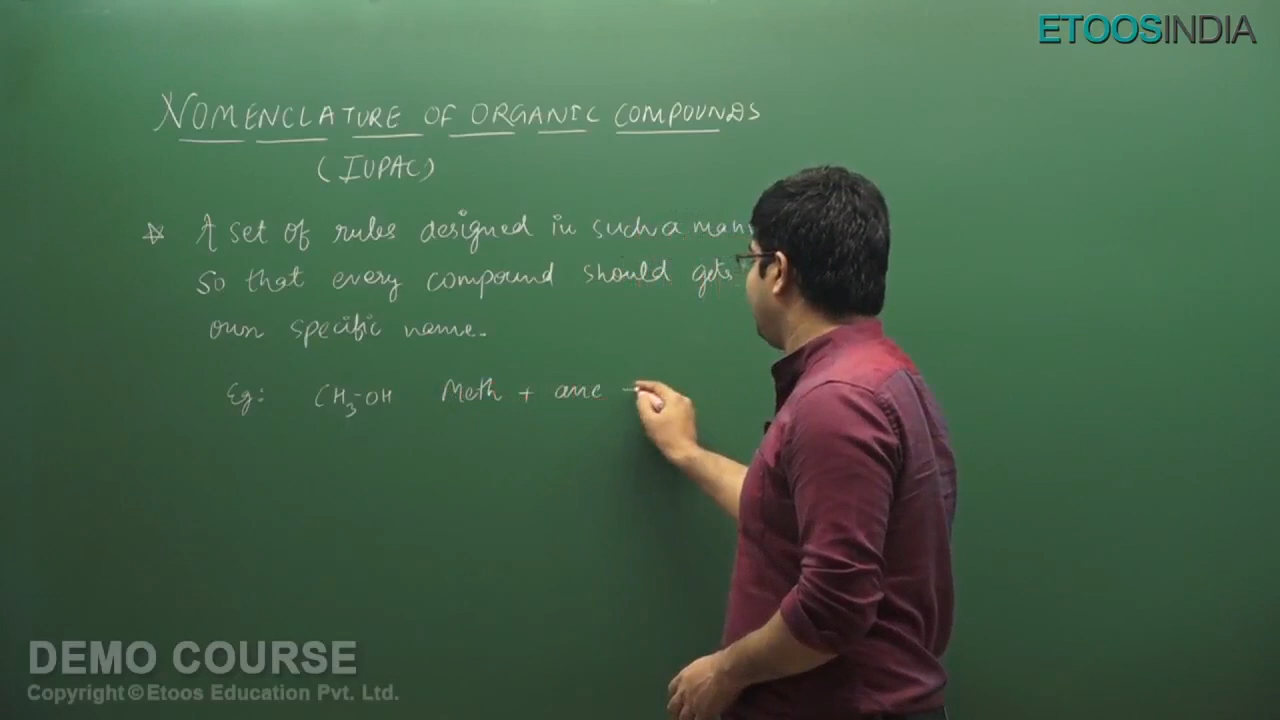 ETOOSINDIA
NOMENCLATURE OF ORGANIC COMPOUNDS
(IUPAC)
A set of rules designed in such a man
so that every compound should gets
own specific name.
Eg: CH3-OH Meth + ane
DEMO COURSE
Copyright©Etoos Education Pvt. Ltd.